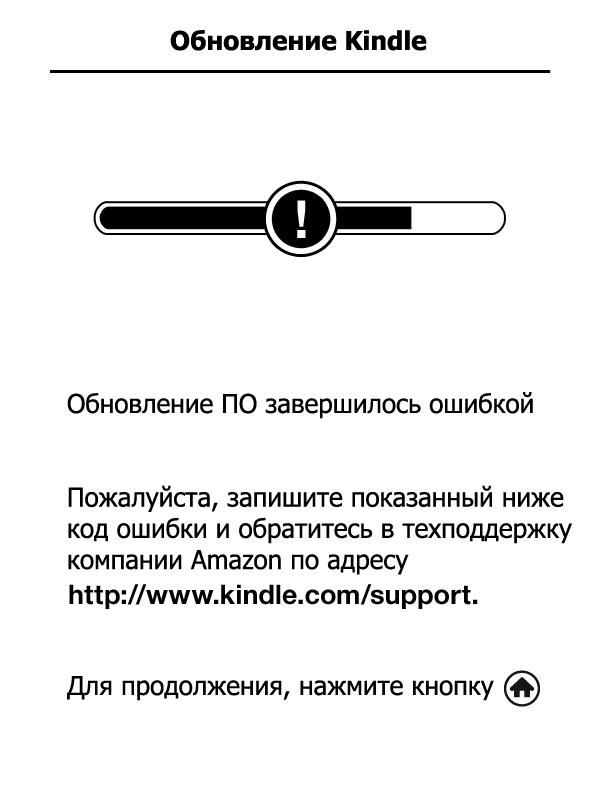 Обновление Kindle
!
Обновление ПО завершилось ошибкой
Пожалуйста, запишите показанный ниже
код ошибки и обратитесь в техподдержку
компании Amazon по адресу
http://www.kindle.com/support.
Для продолжения, нажмите кнопку